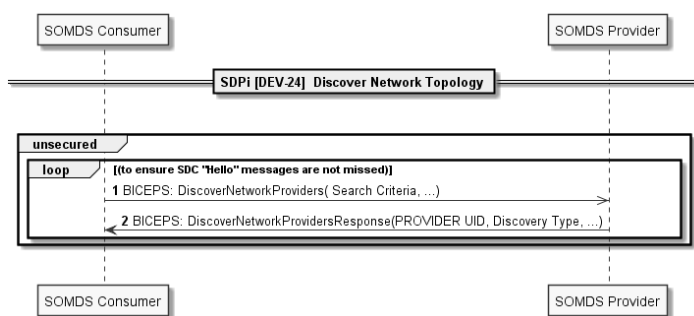 SOMDS Consumer
SOMDS Provider
SDPi [DEV-24]  Discover Network Topology
unsecured
loop
[(to ensure SDC "Hello" messages are not missed)]
1 BICEPS: DiscoverNetworkProviders( Search Criteria, ...)
2 BICEPS: DiscoverNetworkProvidersResponse(PROVIDER UID, Discovery Type, ...)
SOMDS Consumer
SOMDS Provider